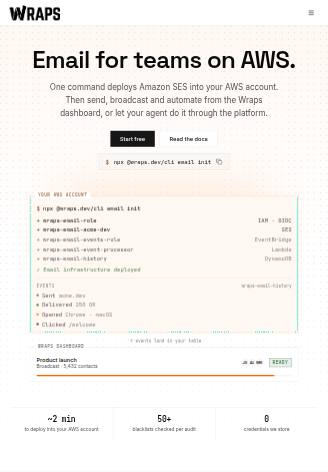 WRAPS
Email for teams on AWS.
One command deploys Amazon SES into your AWS account.
Then send, broadcast and automate from the Wraps
dashboard, or let your agent do it through the platform.
Start free Read the docs
$ npx @wraps.dev/cli email init
YOUR AWS ACCOUNT
$ npx @wraps.dev/cli email init
+ wraps-email-role IAM · OIDC
+ wraps-email-acme-dev SES
+ wraps-email-events-role EventBridge
+ wraps-email-event-processor Lambda
+ wraps-email-history DynamoDB
✓ Email infrastructure deployed
EVENTS wraps-email-history
Sent acme.dev
Delivered 250 OK
Opened Chrome · macOS
Clicked /welcome
↑ events land in your table
WRAPS DASHBOARD
Product launch
Broadcast · 5,432 contacts
READY
~2 min
to deploy into your AWS account
50+
blacklists checked per audit
0
credentials we store